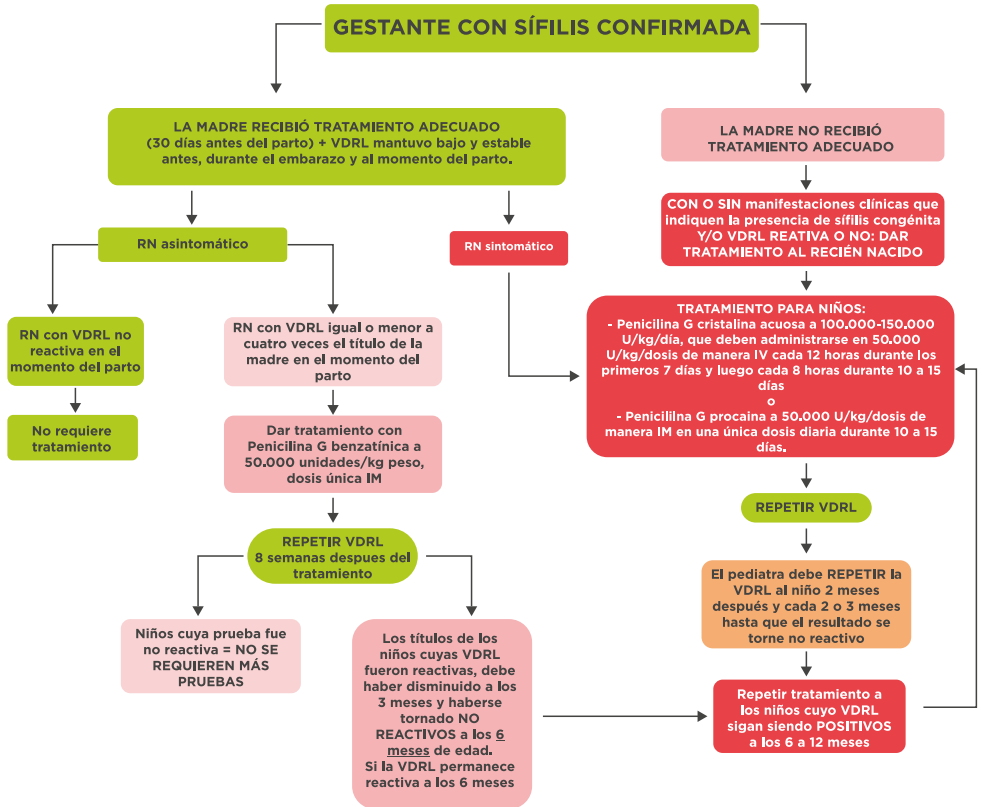 GESTANTE CON SÍFILIS CONFIRMADA
LA MADRE RECIBIÓ TRATAMIENTO ADECUADO
(30 días antes del parto) + VDRL mantuvo bajo y estable
antes, durante el embarazo y al momento del parto.
LA MADRE NO RECIBIÓ
TRATAMIENTO ADECUADO
RN asintomático
RN sintomático
CON O SIN manifestaciones clínicas que
indiquen la presencia de sífilis congénita
Y/O VDRL REATIVA O NO: DAR
TRATAMIENTO AL RECIÉN NACIDO
RN con VDRL no
reactiva en el
momento del parto
RN con VDRL igual o menor a
cuatro veces el título de la
madre en el momento del
parto
TRATAMIENTO PARA NIÑOS:
- Penicilina G cristalina acuosa a 100.000-150.000
U/kg/día, que deben administrarse en 50.000
U/kg/dosis de manera IV cada 12 horas durante los
primeros 7 días y luego cada 8 horas durante 10 a 15
días
o
- Penicililna G procaina a 50.000 U/kg/dosis de
manera IM en una única dosis diaria durante 10 a 15
días.
No requiere
tratamiento
Dar tratamiento con
Penicilina G benzatínica a
50.000 unidades/kg peso,
dosis única IM
REPETIR VDRL
REPETIR VDRL
8 semanas despues del
tratamiento
El pediatra debe REPETIR la
VDRL al niño 2 meses
después y cada 2 o 3 meses
hasta que el resultado se
torne no reactivo
Niños cuya prueba fue
no reactiva = NO SE
REQUIEREN MÁS
PRUEBAS
Los títulos de los
niños cuyas VDRL
fueron reactivas, debe
haber disminuido a los
3 meses y haberse
tornado NO
REACTIVOS a los 6
meses de edad.
Si la VDRL permanece
reactiva a los 6 meses
Repetir tratamiento a
los niños cuyo VDRL
sigan siendo POSITIVOS
a los 6 a 12 meses